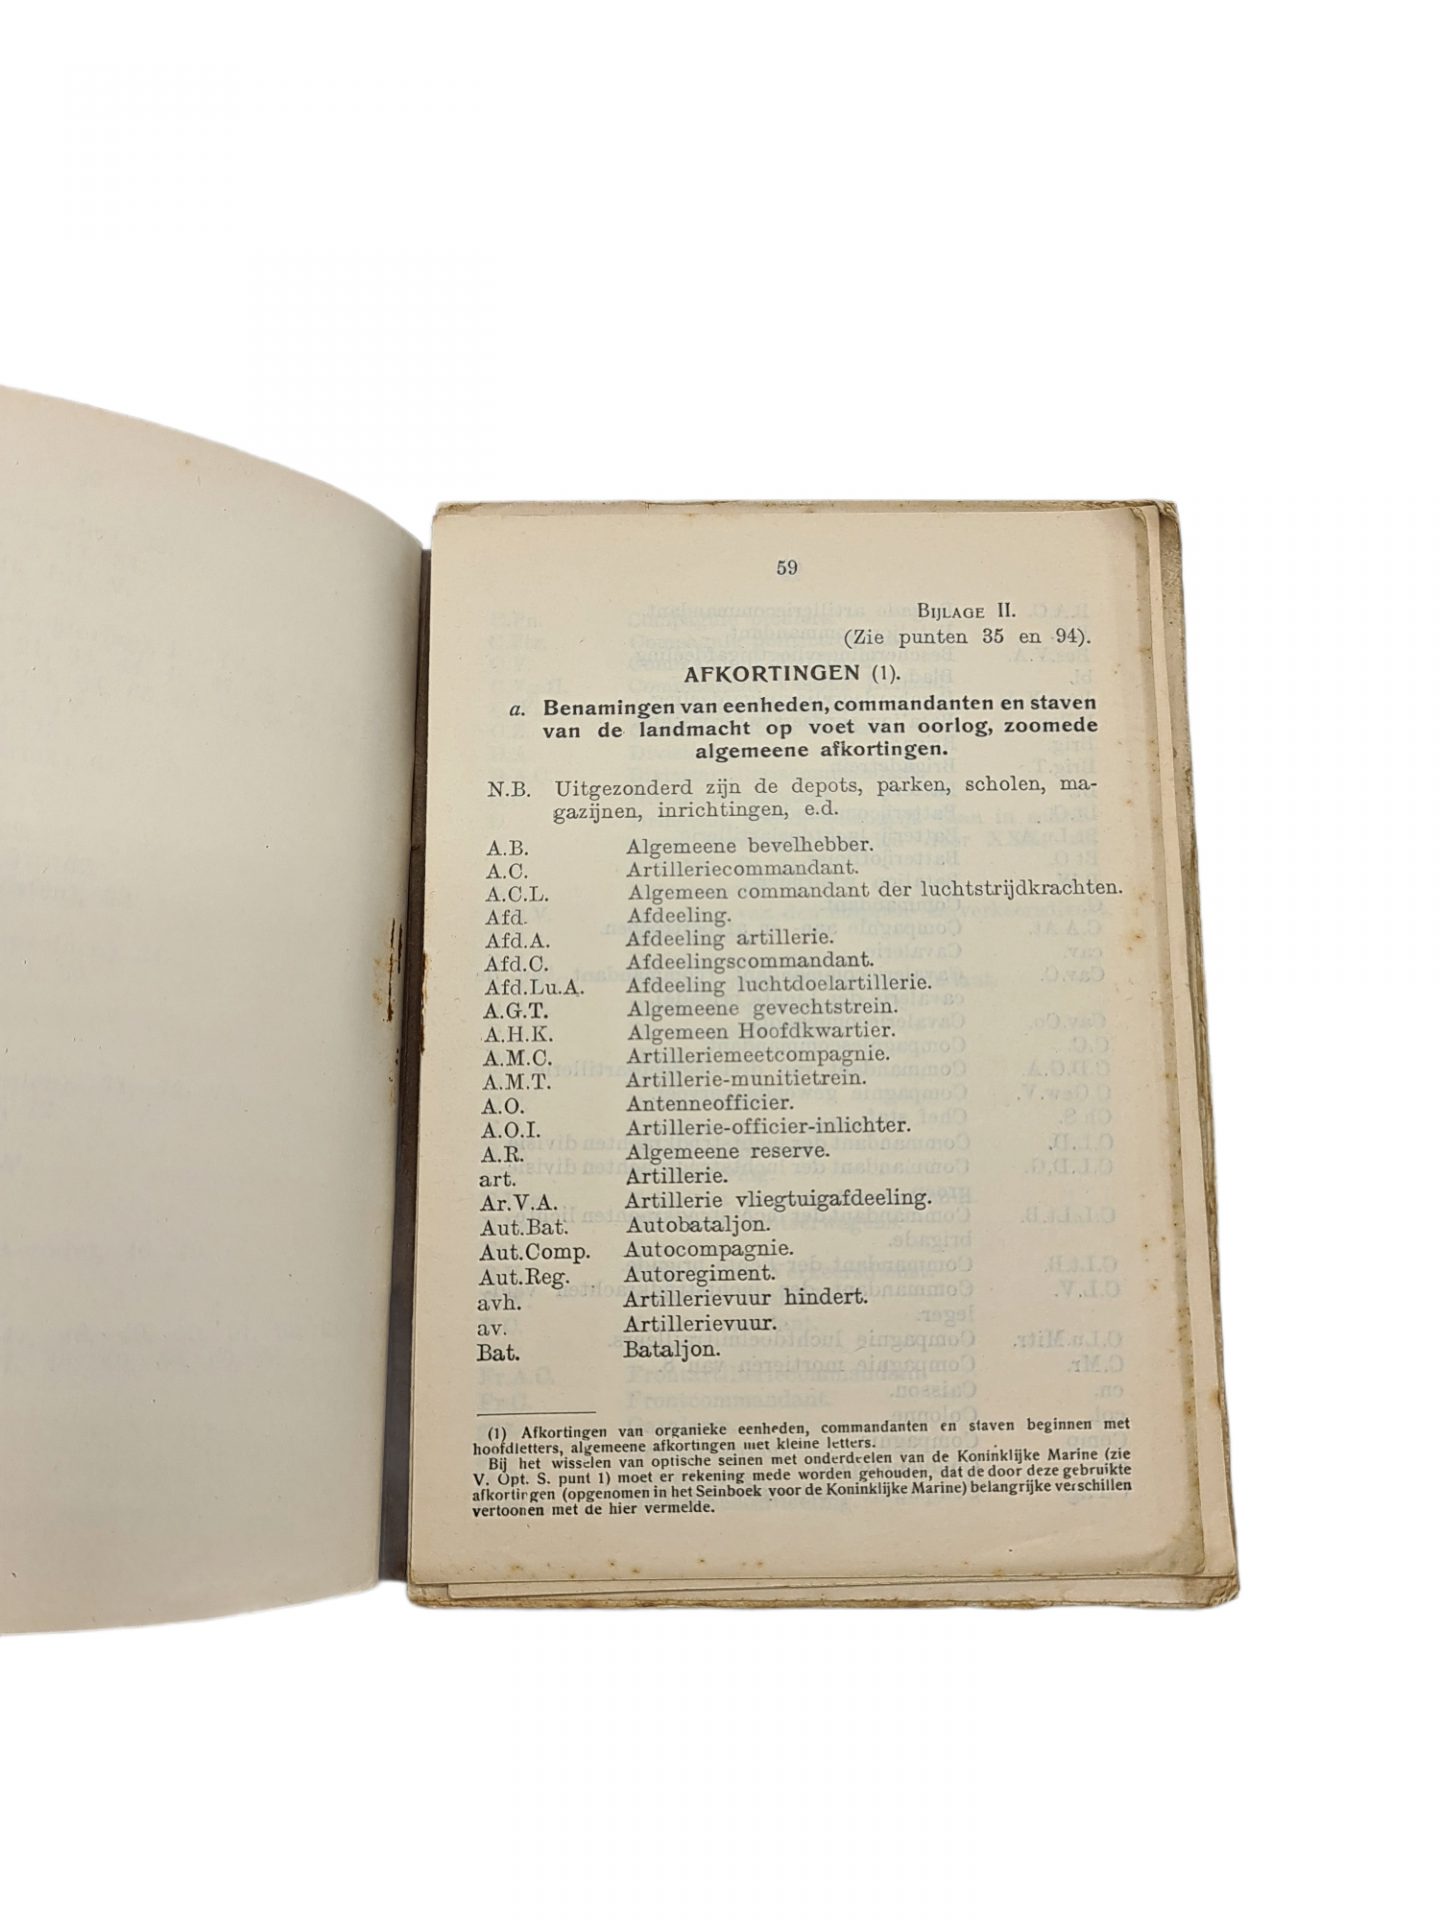 59
BIJLAGE II.
(Zie punten 35 en 94).
AFKORTINGEN (1).
a. Benamingen van eenheden, commandanten en staven
van de landmacht op voet van oorlog, zoomede
algemeene afkortingen.
N.B. Uitgezonderd zijn de depots, parken, scholen, ma-
gazijnen, inrichtingen, e.d.
A.B. Algemeene bevelhebber.
A.C. Artilleriecommandant.
A.C.L. Algemeen commandant der luchtstrijdkrachten.
Afd. Afdeeling.
Afd.A. Afdeeling artillerie.
Afd.C. Afdeelingscommandant.
Afd.Lu.A. Afdeeling luchtdoelartillerie.
A.G.T. Algemeene gevechtstrein.
A.H.K. Algemeen Hoofdkwartier.
A.M.C. Artilleriemeetcompagnie.
A.M.T. Artillerie-munitietrein.
A.O. Antenneofficier.
A.O.I. Artillerie-officier-inlichter.
A.R. Algemeene reserve.
art. Artillerie.
Ar.V.A. Artillerie vliegtuigafdeeling.
Aut.Bat. Autobataljon.
Aut.Comp. Autocompagnie.
Aut.Reg. Autoregiment.
avh. Artillerievuur hindert.
av. Artillerievuur.
Bat. Bataljon.
(1) Afkortingen van organieke eenheden, commandanten en staven beginnen met
hoofdletters, algemeene afkortingen met kleine letters.
Bij het wisselen van optische seinen met onderdeelen van de Koninklijke Marine (zie
V. Opt. S. punt 1) moet er rekening mede worden gehouden, dat de door deze gebruikte
afkortingen (opgenomen in het Seinboek voor de Koninklijke Marine) belangrijke verschillen
vertoonen met de hier vermelde.